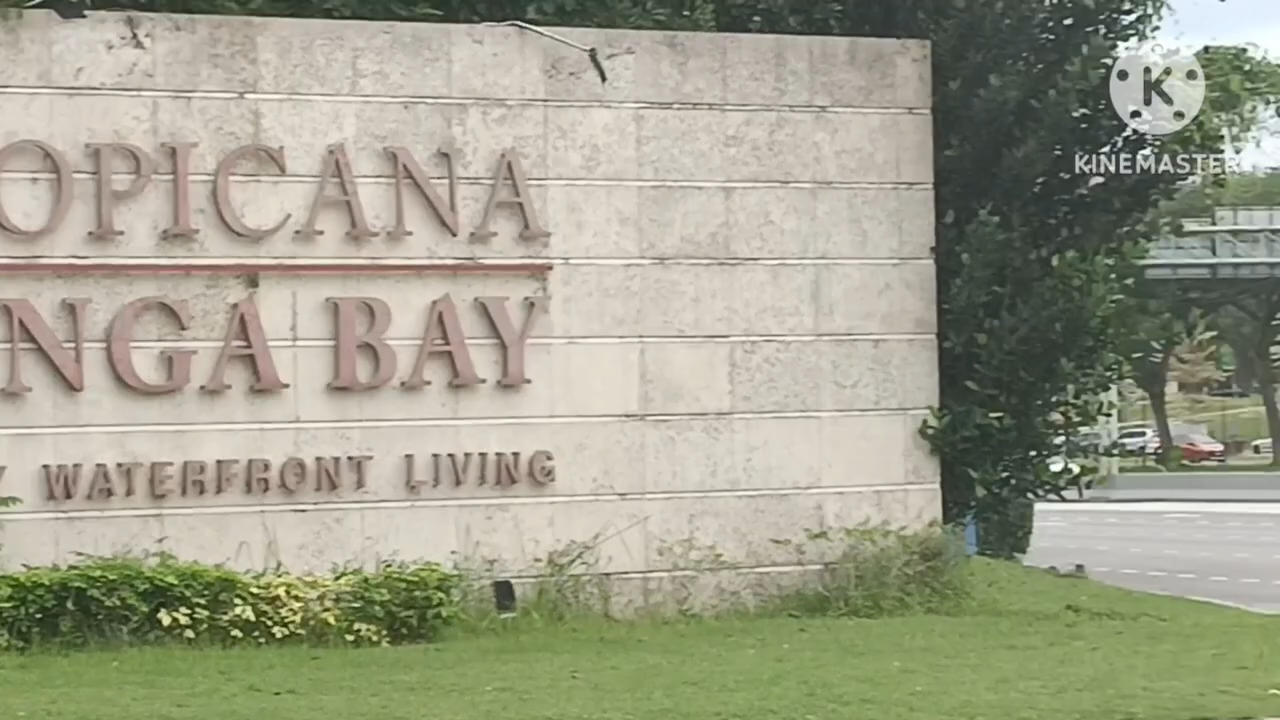 OPICANA
NGA BAY
Y WATERFRONT LIVING
K
KINEMASTER